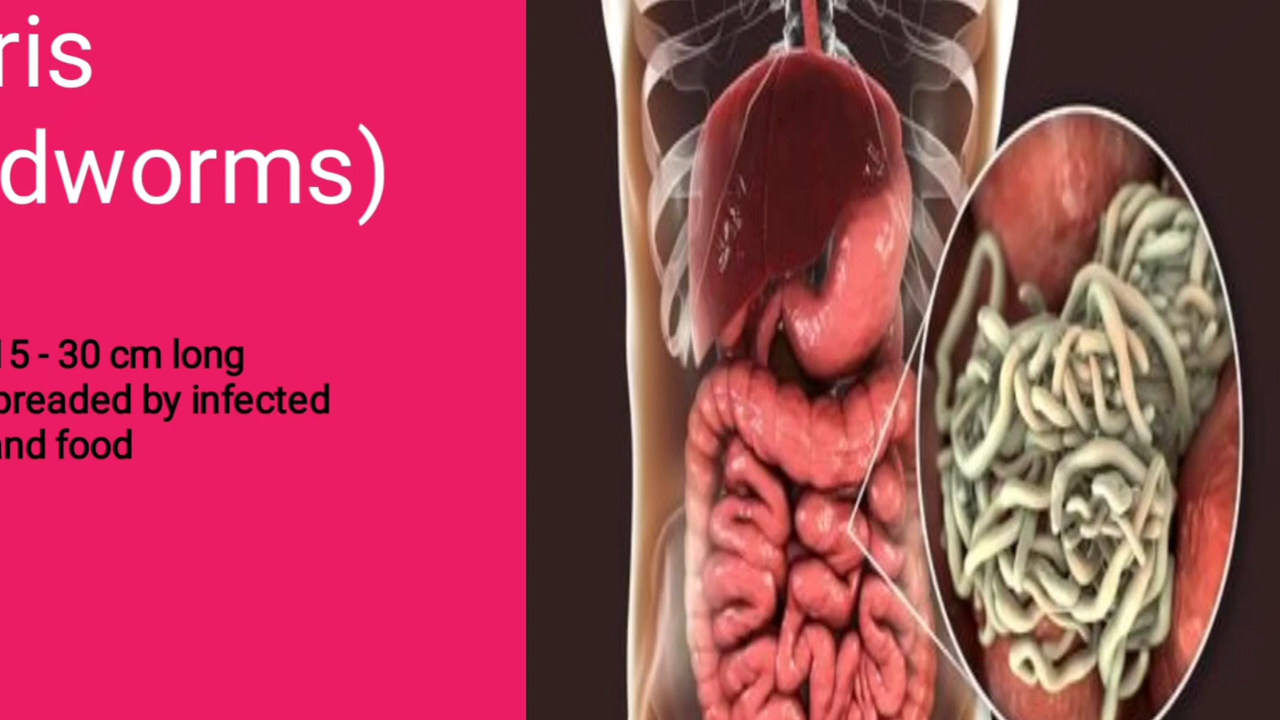 ris
dworms)
15 - 30 cm long
preaded by infected
and food